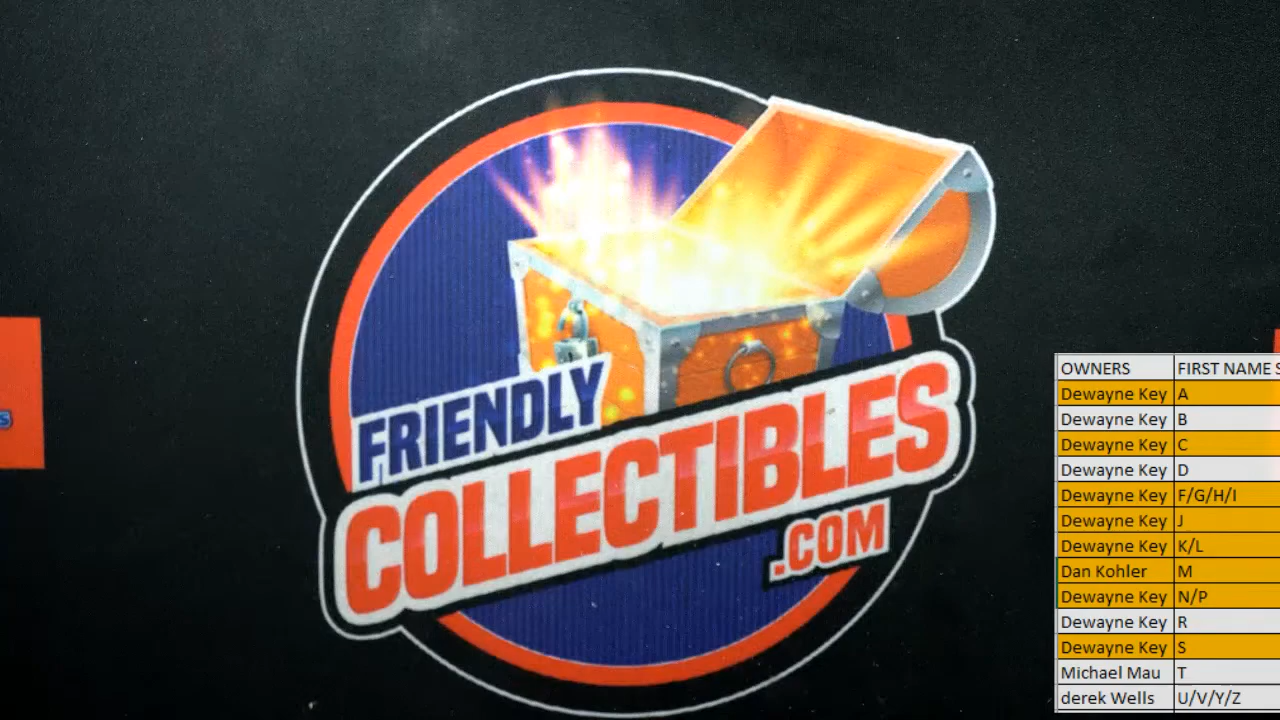 FRIENDLY
COLLECTIBLES
.COM
S
OWNERS FIRST NAME S
Dewayne Key A
Dewayne Key B
Dewayne Key C
Dewayne Key D
Dewayne Key F/G/H/I
Dewayne Key J
Dewayne Key K/L
Dan Kohler M
Dewayne Key N/P
Dewayne Key R
Dewayne Key S
Michael Mau T
derek Wells U/V/Y/Z